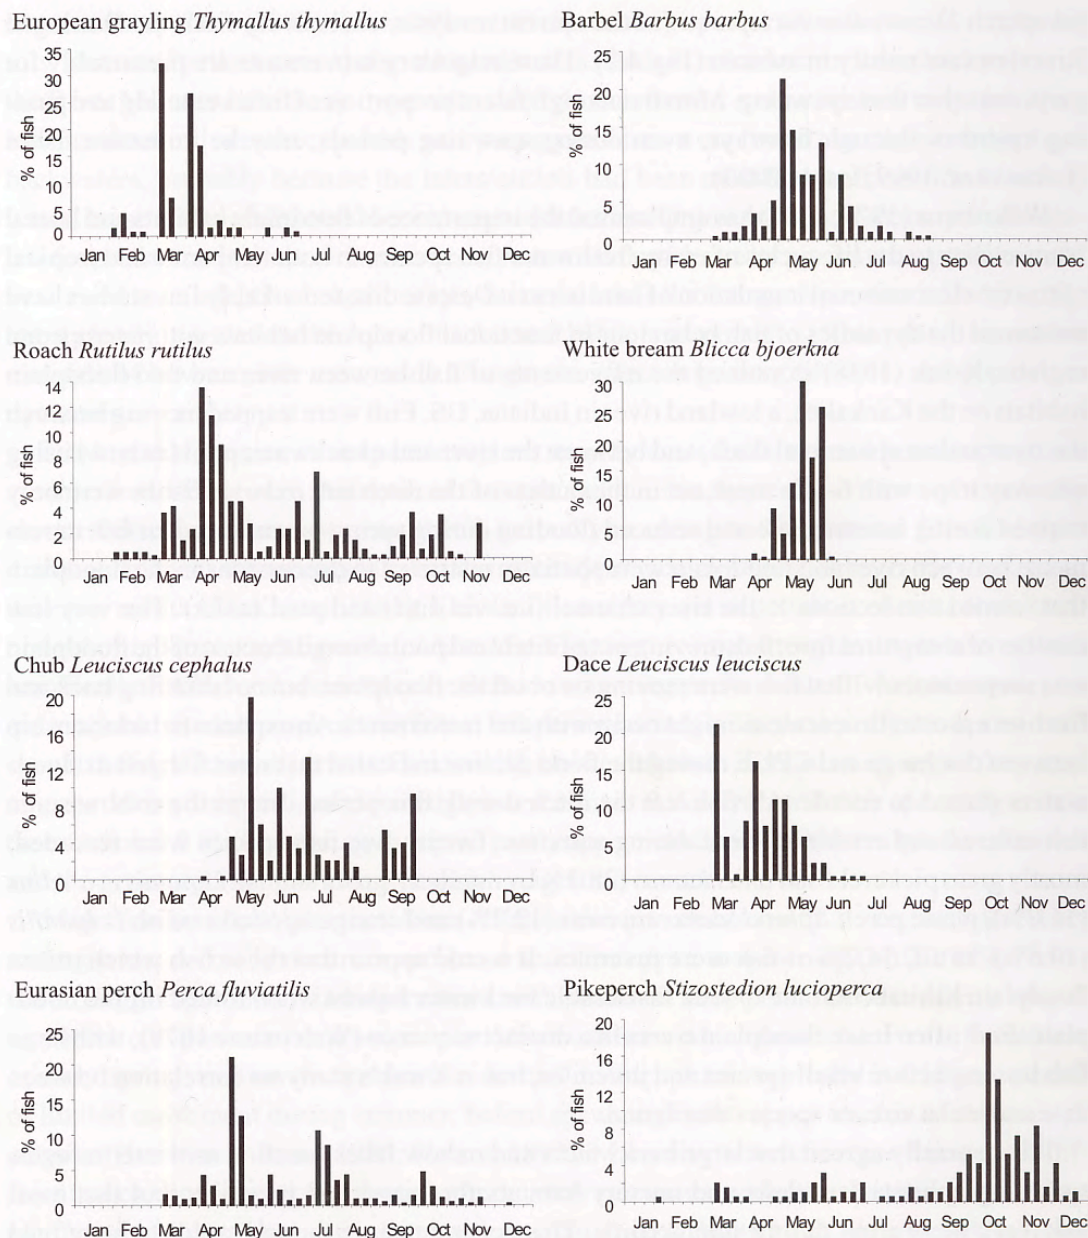 European grayling Thymallus thymallus
35
30
25
20
15
10
5
0
% of fish
Jan Feb Mar Apr May Jun Jul Aug Sep Oct Nov Dec
Barbel Barbus barbus
25
20
15
10
5
0
% of fish
Jan Feb Mar Apr May Jun Jul Aug Sep Oct Nov Dec
Roach Rutilus rutilus
14
12
10
8
6
4
2
0
% of fish
Jan Feb Mar Apr May Jun Jul Aug Sep Oct Nov Dec
White bream Blicca bjoerkna
30
25
20
15
10
5
0
% of fish
Jan Feb Mar Apr May Jun Jul Aug Sep Oct Nov Dec
Chub Leuciscus cephalus
20
16
12
8
4
0
% of fish
Jan Feb Mar Apr May Jun Jul Aug Sep Oct Nov Dec
Dace Leuciscus leuciscus
25
20
15
10
5
0
% of fish
Jan Feb Mar Apr May Jun Jul Aug Sep Oct Nov Dec
Eurasian perch Perca fluviatilis
25
20
15
10
5
0
% of fish
Jan Feb Mar Apr May Jun Jul Aug Sep Oct Nov Dec
Pikeperch Stizostedion lucioperca
20
16
12
8
4
0
% of fish
Jan Feb Mar Apr May Jun Jul Aug Sep Oct Nov Dec